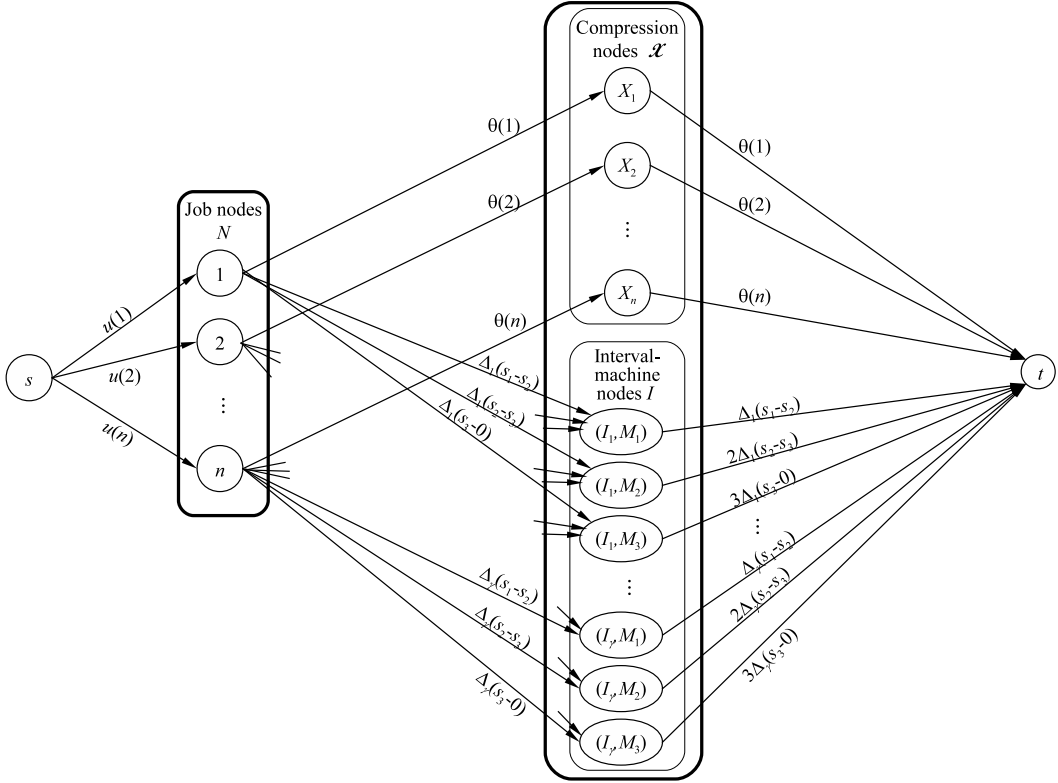 Compression
nodes 𝒳
X₁
θ(1)
θ(1)
X₂
θ(2)
θ(2)
⋮
Job nodes
N
1
Xₙ
θ(n)
θ(n)
u(1)
2
u(2)
s
⋮
u(n)
n
Interval-
machine
nodes I
t
Δ₁(s₁-s₂)
Δ₁(s₂-s₃)
Δ₁(s₃-0)
(I₁,M₁)
Δ₁(s₁-s₂)
(I₁,M₂)
2Δ₁(s₂-s₃)
(I₁,M₃)
3Δ₁(s₃-0)
⋮
⋮
Δᵧ(s₁-s₂)
Δᵧ(s₂-s₃)
Δᵧ(s₃-0)
(Iᵧ,M₁)
Δᵧ(s₁-s₂)
(Iᵧ,M₂)
2Δᵧ(s₂-s₃)
(Iᵧ,M₃)
3Δᵧ(s₃-0)